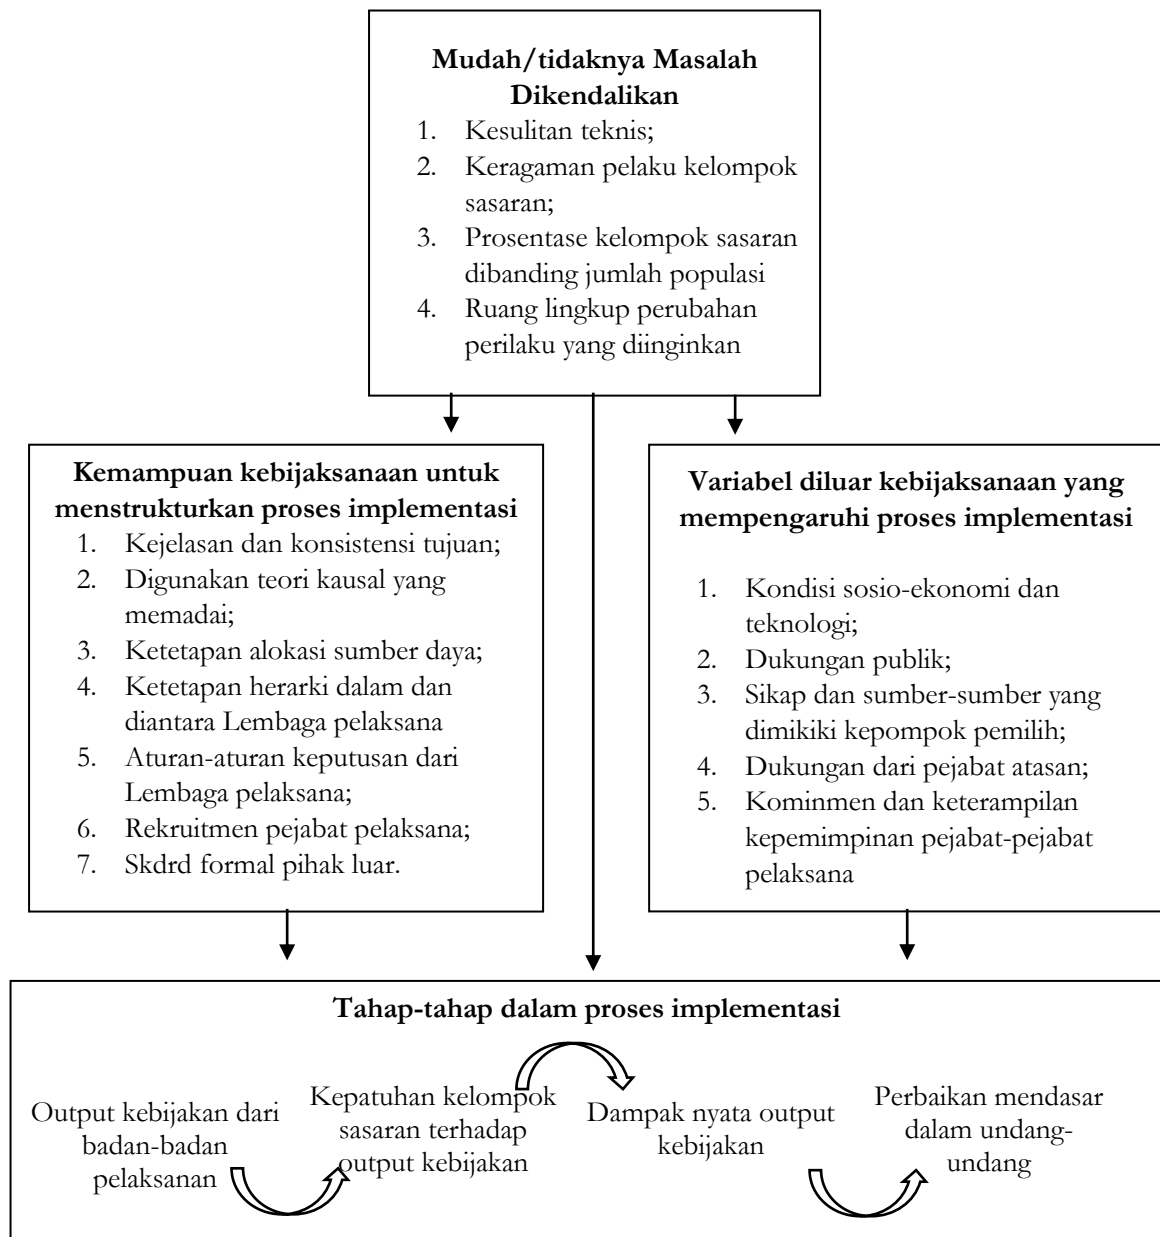 Mudah/tidaknya Masalah
Dikendalikan
1. Kesulitan teknis;
2. Keragaman pelaku kelompok
sasaran;
3. Prosentase kelompok sasaran
dibanding jumlah populasi
4. Ruang lingkup perubahan
perilaku yang diinginkan
Kemampuan kebijaksanaan untuk
menstrukturkan proses implementasi
1. Kejelasan dan konsistensi tujuan;
2. Digunakan teori kausal yang
memadai;
3. Ketetapan alokasi sumber daya;
4. Ketetapan herarki dalam dan
diantara Lembaga pelaksana
5. Aturan-aturan keputusan dari
Lembaga pelaksana;
6. Rekruitmen pejabat pelaksana;
7. Skdrd formal pihak luar.
Variabel diluar kebijaksanaan yang
mempengaruhi proses implementasi
1. Kondisi sosio-ekonomi dan
teknologi;
2. Dukungan publik;
3. Sikap dan sumber-sumber yang
dimikiki kepompok pemilih;
4. Dukungan dari pejabat atasan;
5. Kominmen dan keterampilan
kepemimpinan pejabat-pejabat
pelaksana
Tahap-tahap dalam proses implementasi
Output kebijakan dari
badan-badan
pelaksanan
Kepatuhan kelompok
sasaran terhadap
output kebijakan
Dampak nyata output
kebijakan
Perbaikan mendasar
dalam undang-
undang